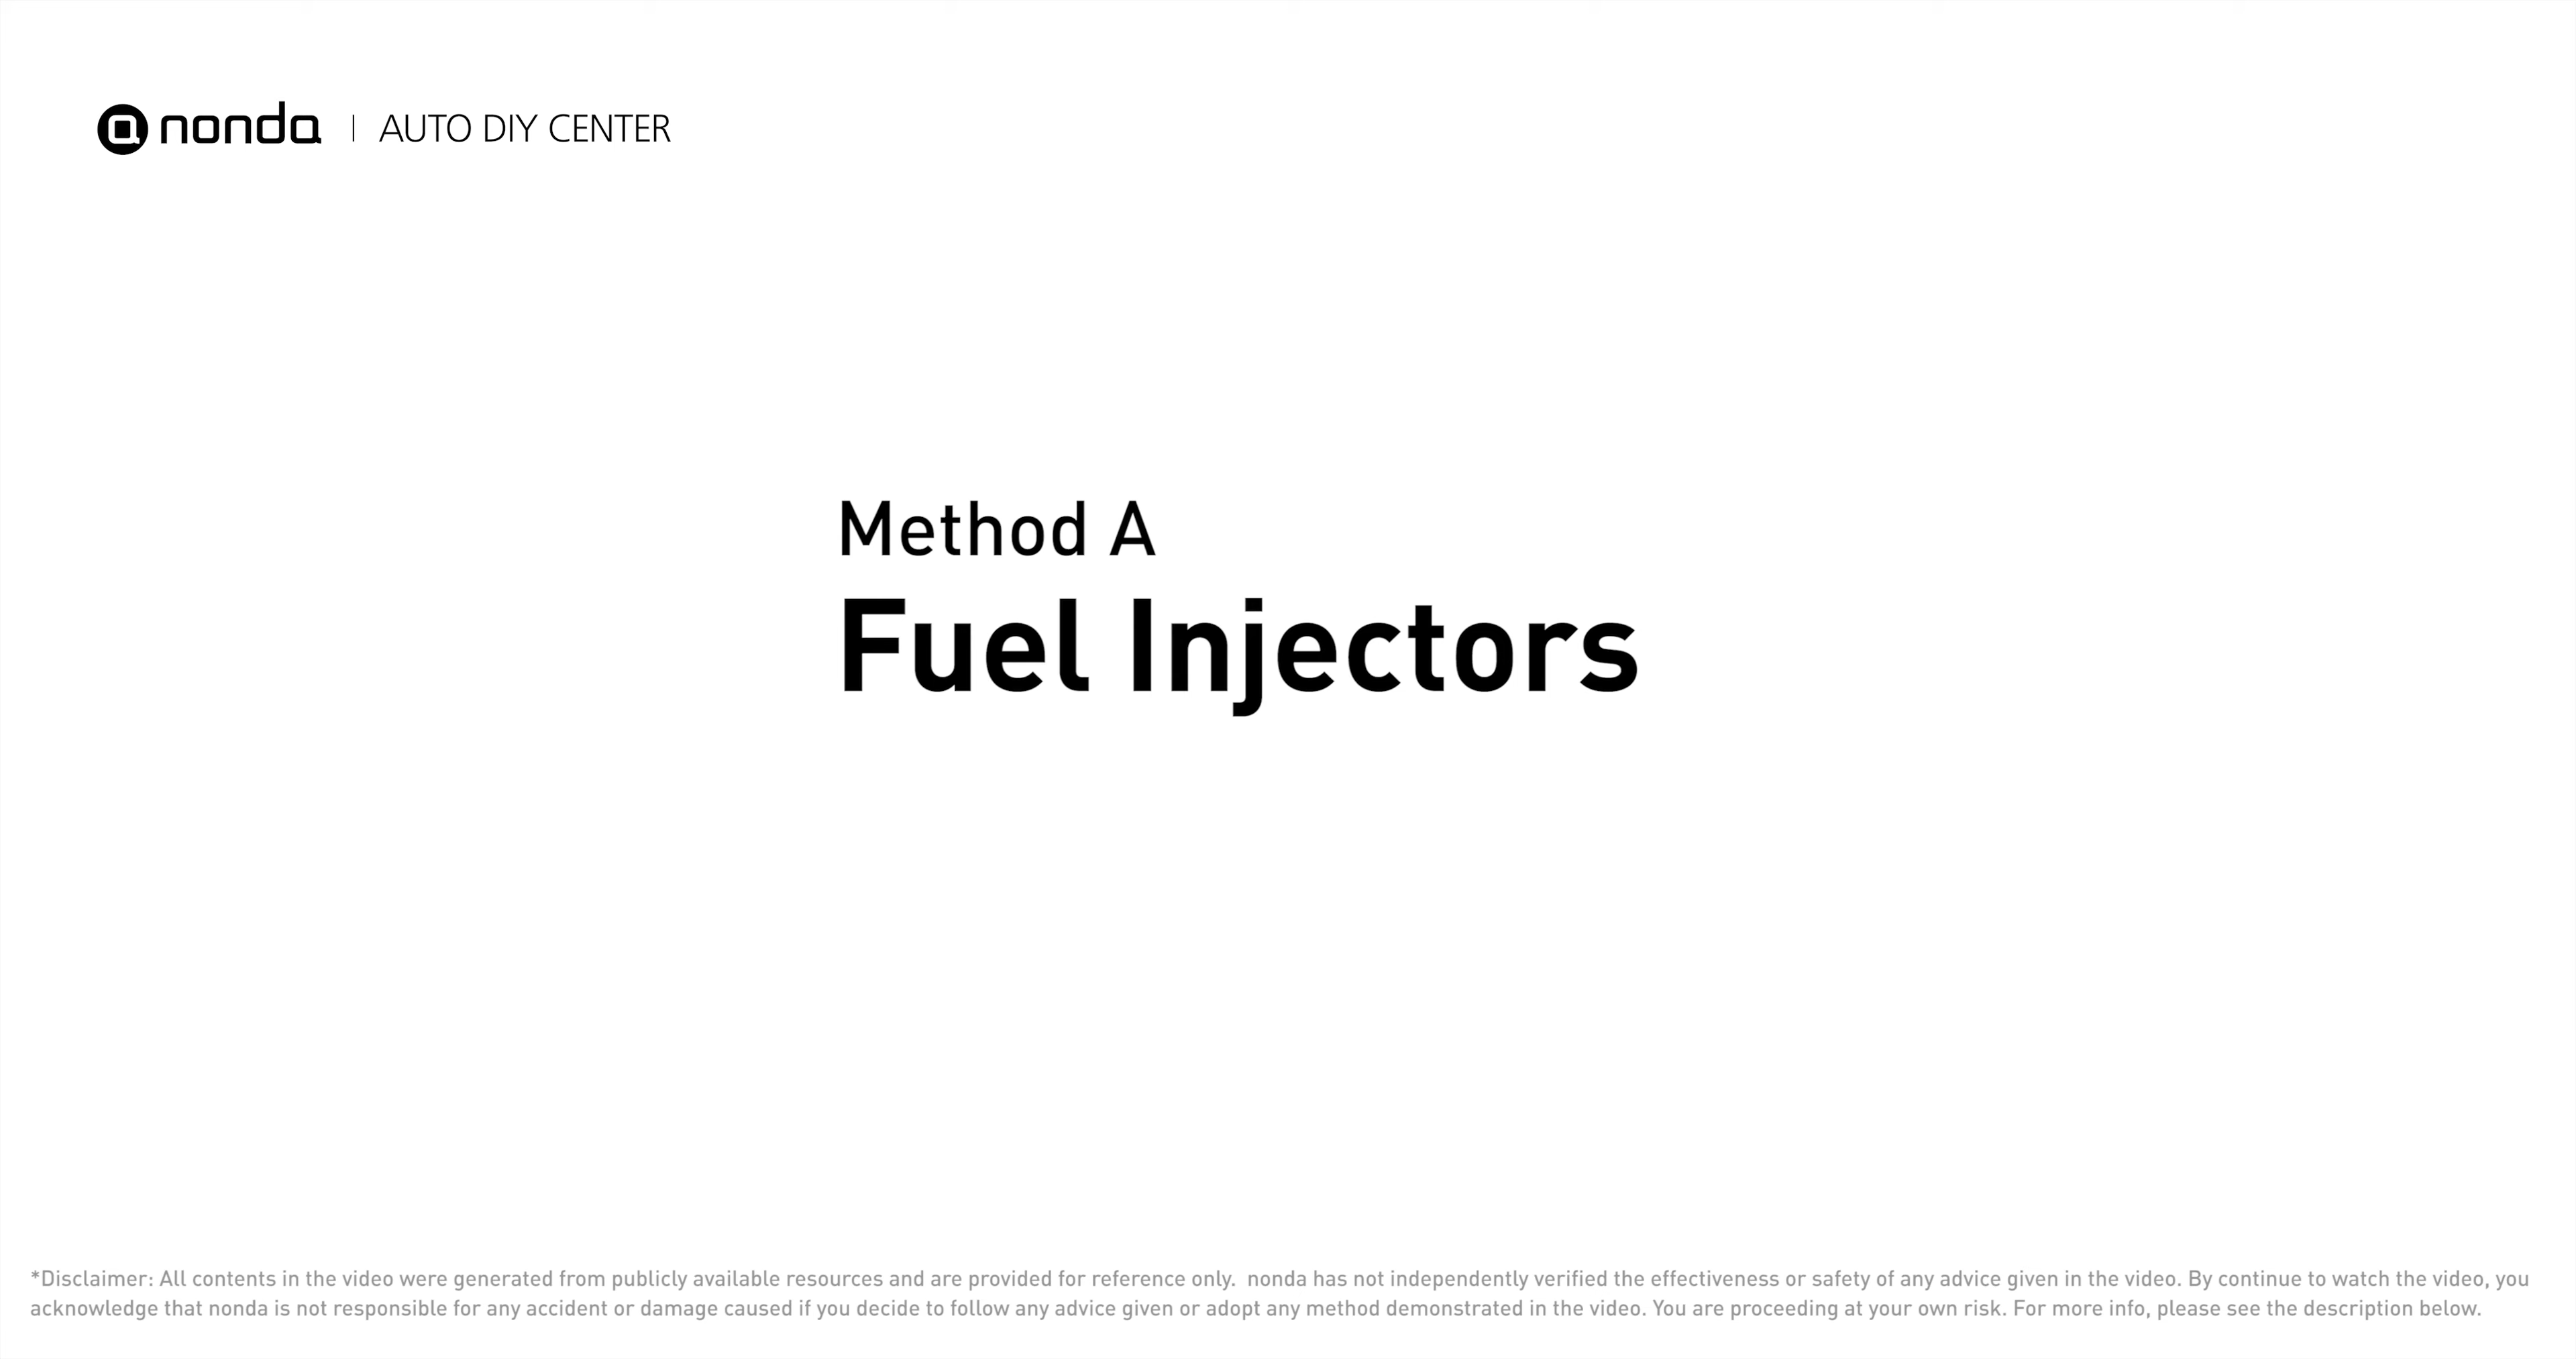 nonda | AUTO DIY CENTER
Method A
Fuel Injectors
*Disclaimer: All contents in the video were generated from publicly available resources and are provided for reference only.  nonda has not independently verified the effectiveness or safety of any advice given in the video. By continue to watch the video, you
acknowledge that nonda is not responsible for any accident or damage caused if you decide to follow any advice given or adopt any method demonstrated in the video. You are proceeding at your own risk. For more info, please see the description below.